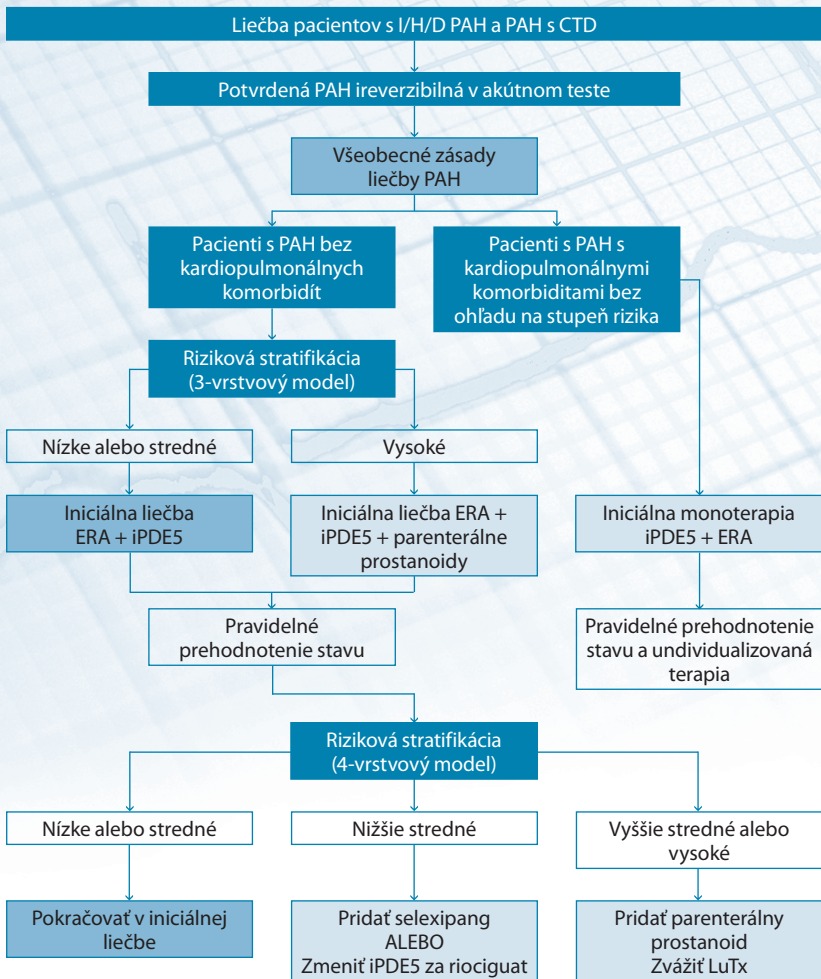 Liečba pacientov s I/H/D PAH a PAH s CTD
Potvrdená PAH ireverzibilná v akútnom teste
Všeobecné zásady
liečby PAH
Pacienti s PAH bez
kardiopulmonálnych
komorbidít
Pacienti s PAH s
kardiopulmonálnymi
komorbiditami bez
ohľadu na stupeň rizika
Riziková stratifikácia
(3-vrstvový model)
Nízke alebo stredné
Vysoké
Iniciálna liečba
ERA + iPDE5
Iniciálna liečba ERA +
iPDE5 + parenterálne
prostanoidy
Iniciálna monoterapia
iPDE5 + ERA
Pravidelné
prehodnotenie stavu
Pravidelné prehodnotenie
stavu a undividualizovaná
terapia
Riziková stratifikácia
(4-vrstvový model)
Nízke alebo stredné
Nižšie stredné
Vyššie stredné alebo
vysoké
Pokračovať v iniciálnej
liečbe
Pridať selexipang
ALEBO
Zmeniť iPDE5 za riociguat
Pridať parenterálny
prostanoid
Zvážiť LuTx